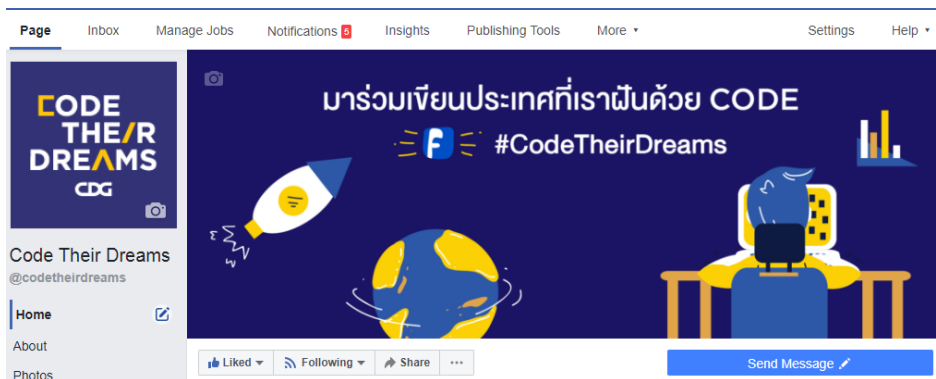 Page Inbox Manage Jobs Notifications 5 Insights Publishing Tools More Settings Help
CODE
THEIR
DREAMS
CDG
มาร่วมเขียนประเทศที่เราฝันด้วย CODE
F #CodeTheirDreams
Code Their Dreams
@codetheirdreams
Home
About
Photos
Liked Following Share ... Send Message